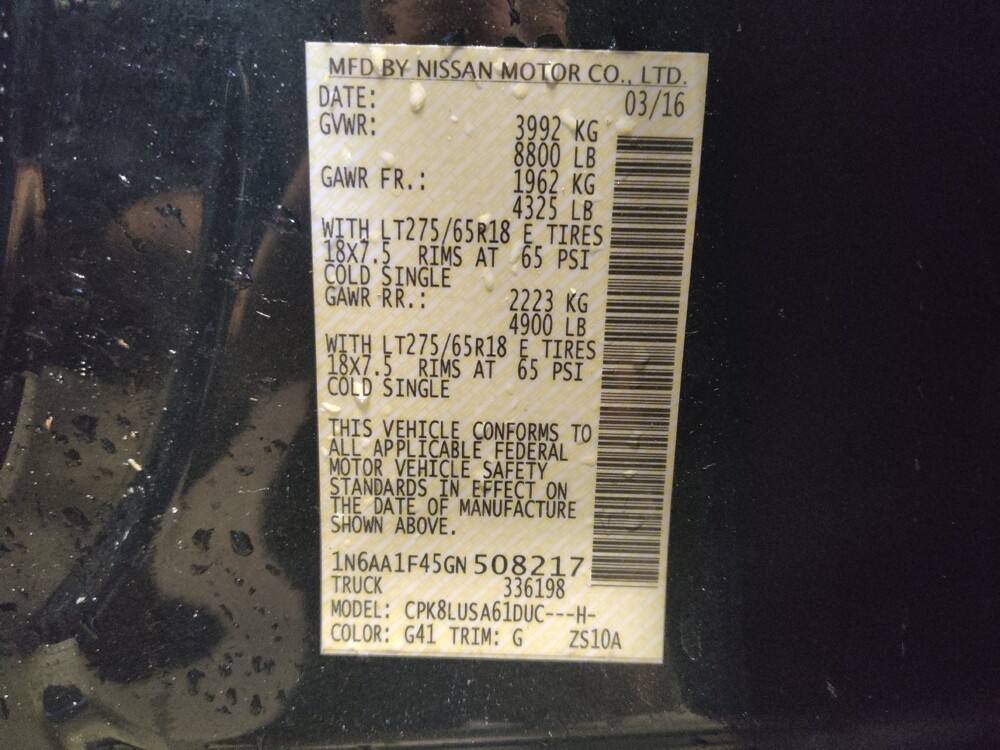 MFD BY NISSAN MOTOR CO., LTD.
DATE: 03/16
GVWR: 3992 KG
8800 LB
GAWR FR.: 1962 KG
4325 LB
WITH LT275/65R18 E TIRES
18X7.5 RIMS AT 65 PSI
COLD SINGLE
GAWR RR.: 2223 KG
4900 LB
WITH LT275/65R18 E TIRES
18X7.5 RIMS AT 65 PSI
COLD SINGLE
THIS VEHICLE CONFORMS TO
ALL APPLICABLE FEDERAL
MOTOR VEHICLE SAFETY
STANDARDS IN EFFECT ON
THE DATE OF MANUFACTURE
SHOWN ABOVE.
1N6AA1F45GN 508217
TRUCK 336198
MODEL: CPK8LUSA61DUC---H-
COLOR: G41 TRIM: G ZS10A